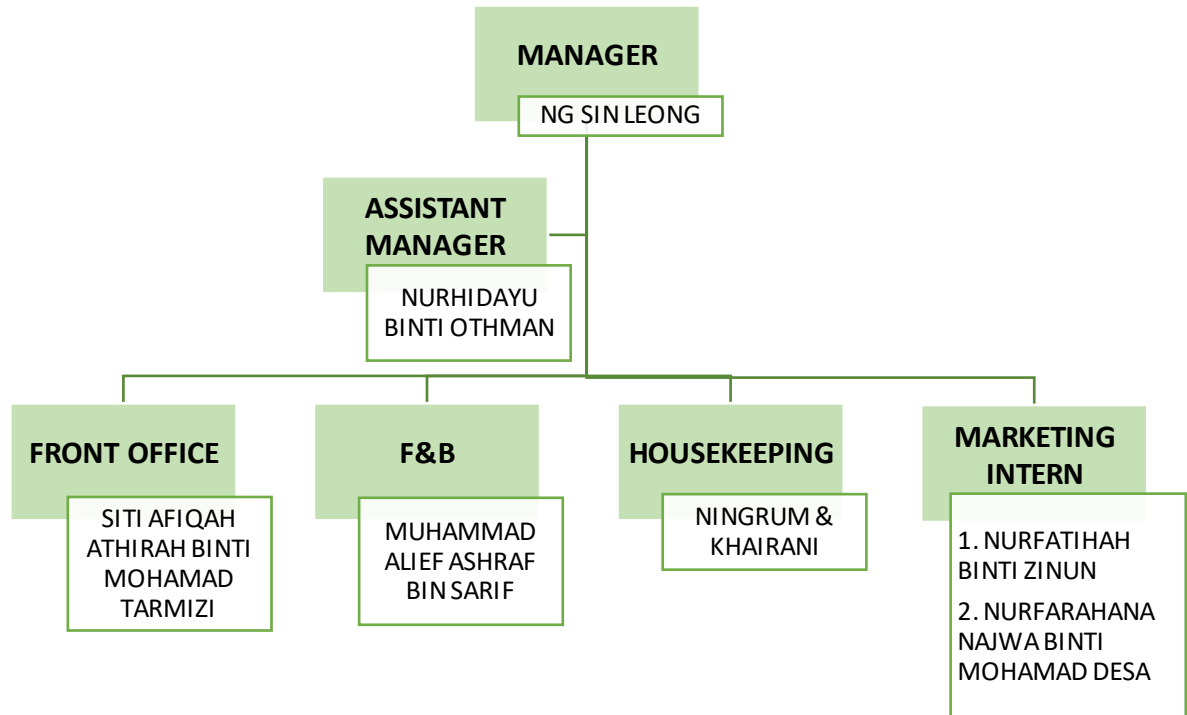 MANAGER
NG SIN LEONG
ASSISTANT
MANAGER
NURHIDAYU
BINTI OTHMAN
FRONT OFFICE
SITI AFIQAH
ATHIRAH BINTI
MOHAMAD
TARMIZI
F&B
MUHAMMAD
ALIEF ASHRAF
BIN SARIF
HOUSEKEEPING
NINGRUM &
KHAIRANI
MARKETING
INTERN
1. NURFATIHAH
BINTI ZINUN
2. NURFARAHANA
NAJWA BINTI
MOHAMAD DESA